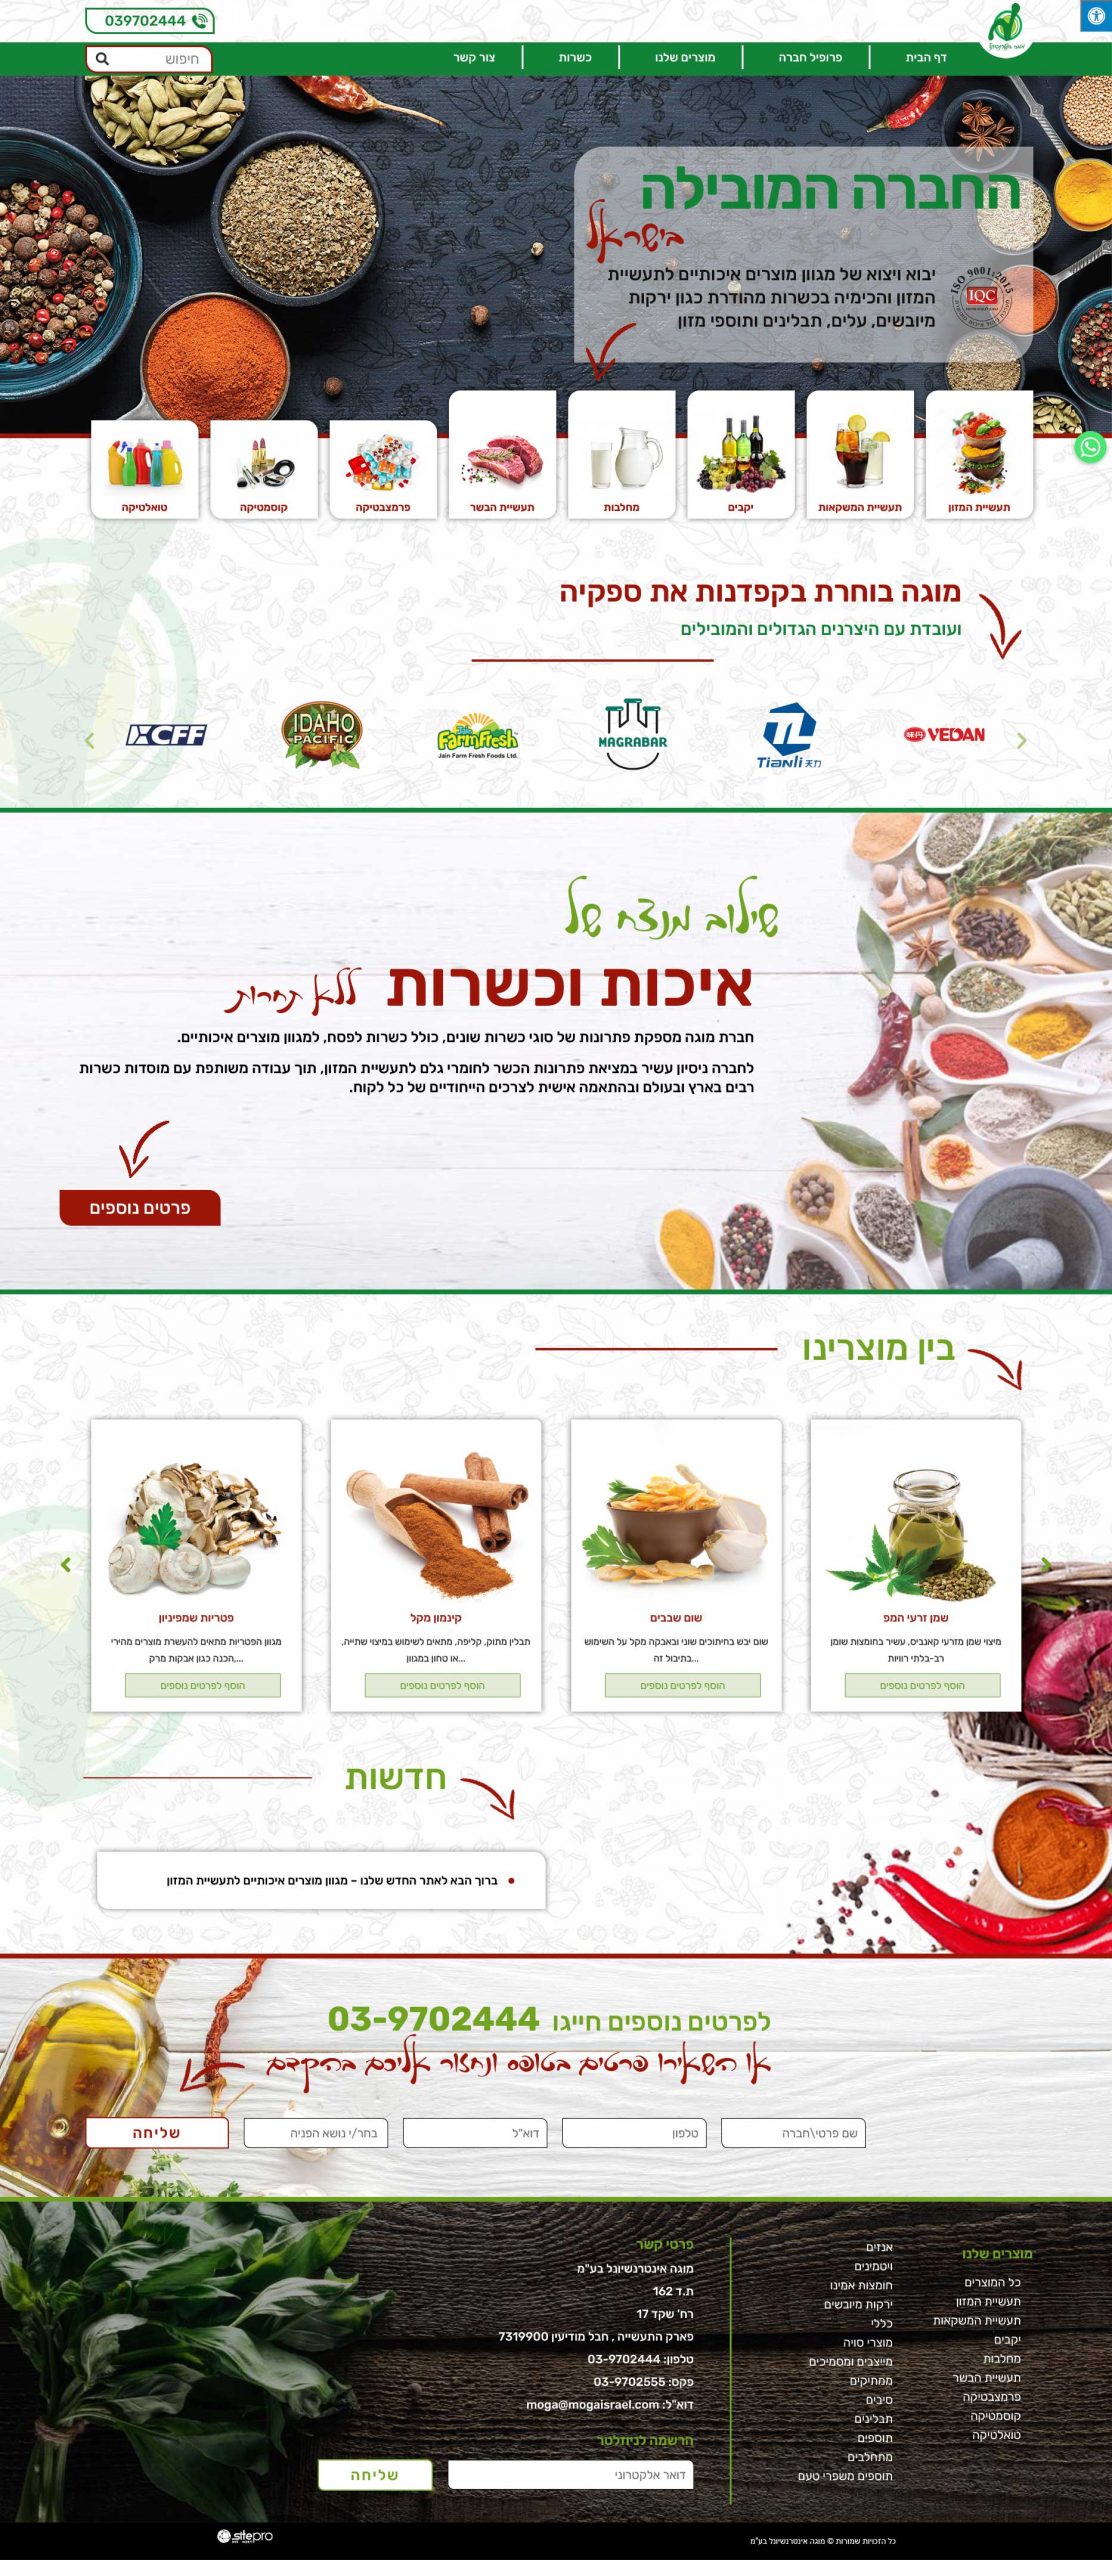 039702444
דף הבית
פרופיל חברה
מוצרים שלנו
כשרות
צור קשר
חיפוש
החברה המובילה
בישראל
יבוא ויצוא של מגוון מוצרים איכותיים לתעשיית
המזון והכימיה בכשרות מהודרת כגון ירקות
מיובשים, עלים, תבלינים ותוספי מזון
ISO 9001:2015
IQC
תעשיית המזון
תעשיית המשקאות
יקבים
מחלבות
תעשיית הבשר
פרמצבטיקה
קוסמטיקה
טואלטיקה
מוגה בוחרת בקפדנות את ספקיה
ועובדת עם היצרנים הגדולים והמובילים
VEDAN
Tianli 天力
MAGRABAR
Jain FarmFresh
Jain Farm Fresh Foods Ltd.
IDAHO
PACIFIC
CFF
שילוב מנצח של
איכות וכשרות ללא תחרות
חברת מוגה מספקת פתרונות של סוגי כשרות שונים, כולל כשרות לפסח, למגוון מוצרים איכותיים.
לחברה ניסיון עשיר במציאת פתרונות הכשר לחומרי גלם לתעשיית המזון, תוך עבודה משותפת עם מוסדות כשרות
רבים בארץ ובעולם ובהתאמה אישית לצרכים הייחודיים של כל לקוח.
פרטים נוספים
בין מוצרינו
שמן זרעי המפ
מיצוי שמן מזרעי קאנביס, עשיר בחומצות שומן
רב-בלתי רוויות
הוסף לפרטים נוספים
שום שבבים
שום יבש בחיתוכים שוני ובאבקה מקל על השימוש
בתיבול זה...
הוסף לפרטים נוספים
קינמון מקל
תבלין מתוק, קליפה, מתאים לשימוש במיצוי שתייה,
או טחון במגוון...
הוסף לפרטים נוספים
פטריות שמפיניון
מגוון הפטריות מתאים להעשרת מוצרים מהירי
הכנה כגון אבקות מרק,...
הוסף לפרטים נוספים
חדשות
ברוך הבא לאתר החדש שלנו – מגוון מוצרים איכותיים לתעשיית המזון
לפרטים נוספים חייגו 03-9702444
או השאירו פרטים בטופס ונחזור אליכם בהקדם
שם פרטי\חברה
טלפון
דוא"ל
בחר/י נושא הפניה
שליחה
מוצרים שלנו
כל המוצרים
תעשיית המזון
תעשיית המשקאות
יקבים
מחלבות
תעשיית הבשר
פרמצבטיקה
קוסמטיקה
טואלטיקה
אנזים
ויטמינים
חומצות אמינו
ירקות מיובשים
כללי
מוצרי סויה
מייצבים ומסמיכים
ממתיקים
סיבים
תבלינים
תוספים
מתחלבים
תוספים משפרי טעם
פרטי קשר
מוגה אינטרנשיונל בע"מ
ת.ד 162
רח' שקד 17
פארק התעשייה , חבל מודיעין 7319900
טלפון: 03-9702444
פקס: 03-9702555
דוא"ל: moga@mogaisrael.com
הרשמה לניוזלטר
דואר אלקטרוני
שליחה
כל הזכויות שמורות © מוגה אינטרנשיונל בע"מ
sitepro